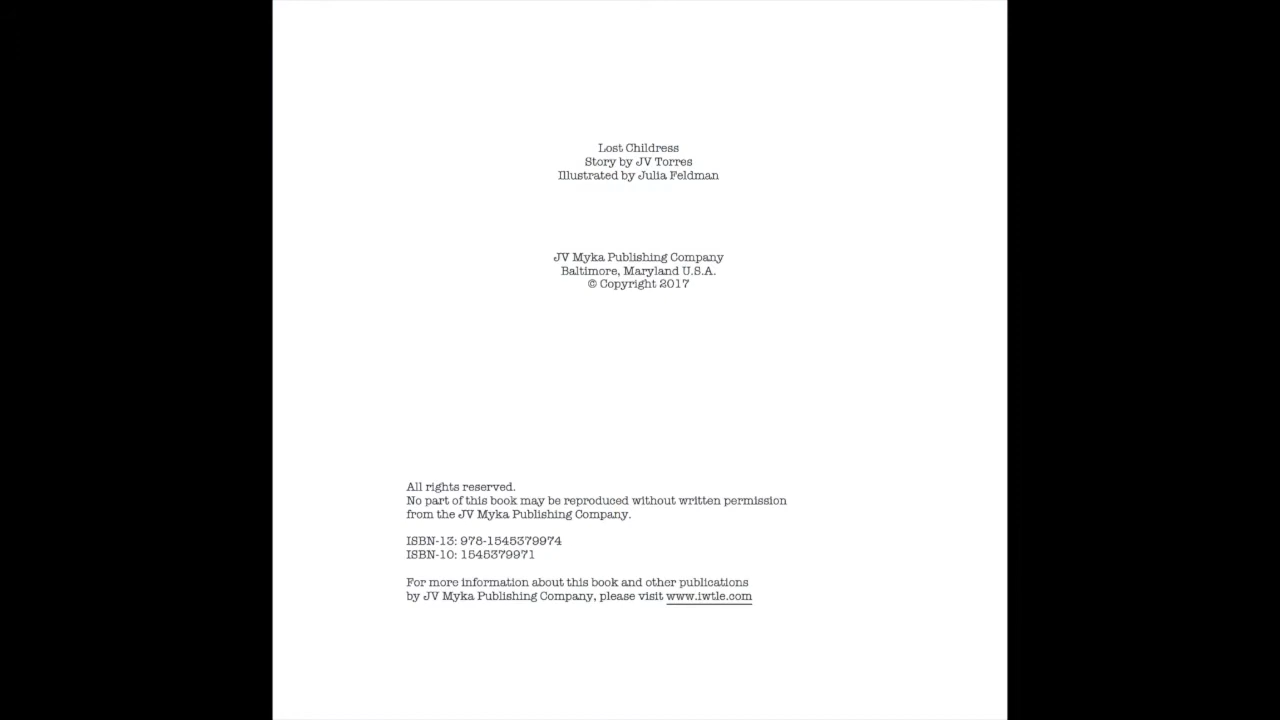 Lost Childress
Story by JV Torres
Illustrated by Julia Feldman
JV Myka Publishing Company
Baltimore, Maryland U.S.A.
© Copyright 2017
All rights reserved.
No part of this book may be reproduced without written permission
from the JV Myka Publishing Company.
ISBN-13: 978-1545379974
ISBN-10: 1545379971
For more information about this book and other publications
by JV Myka Publishing Company, please visit www.iwtle.com